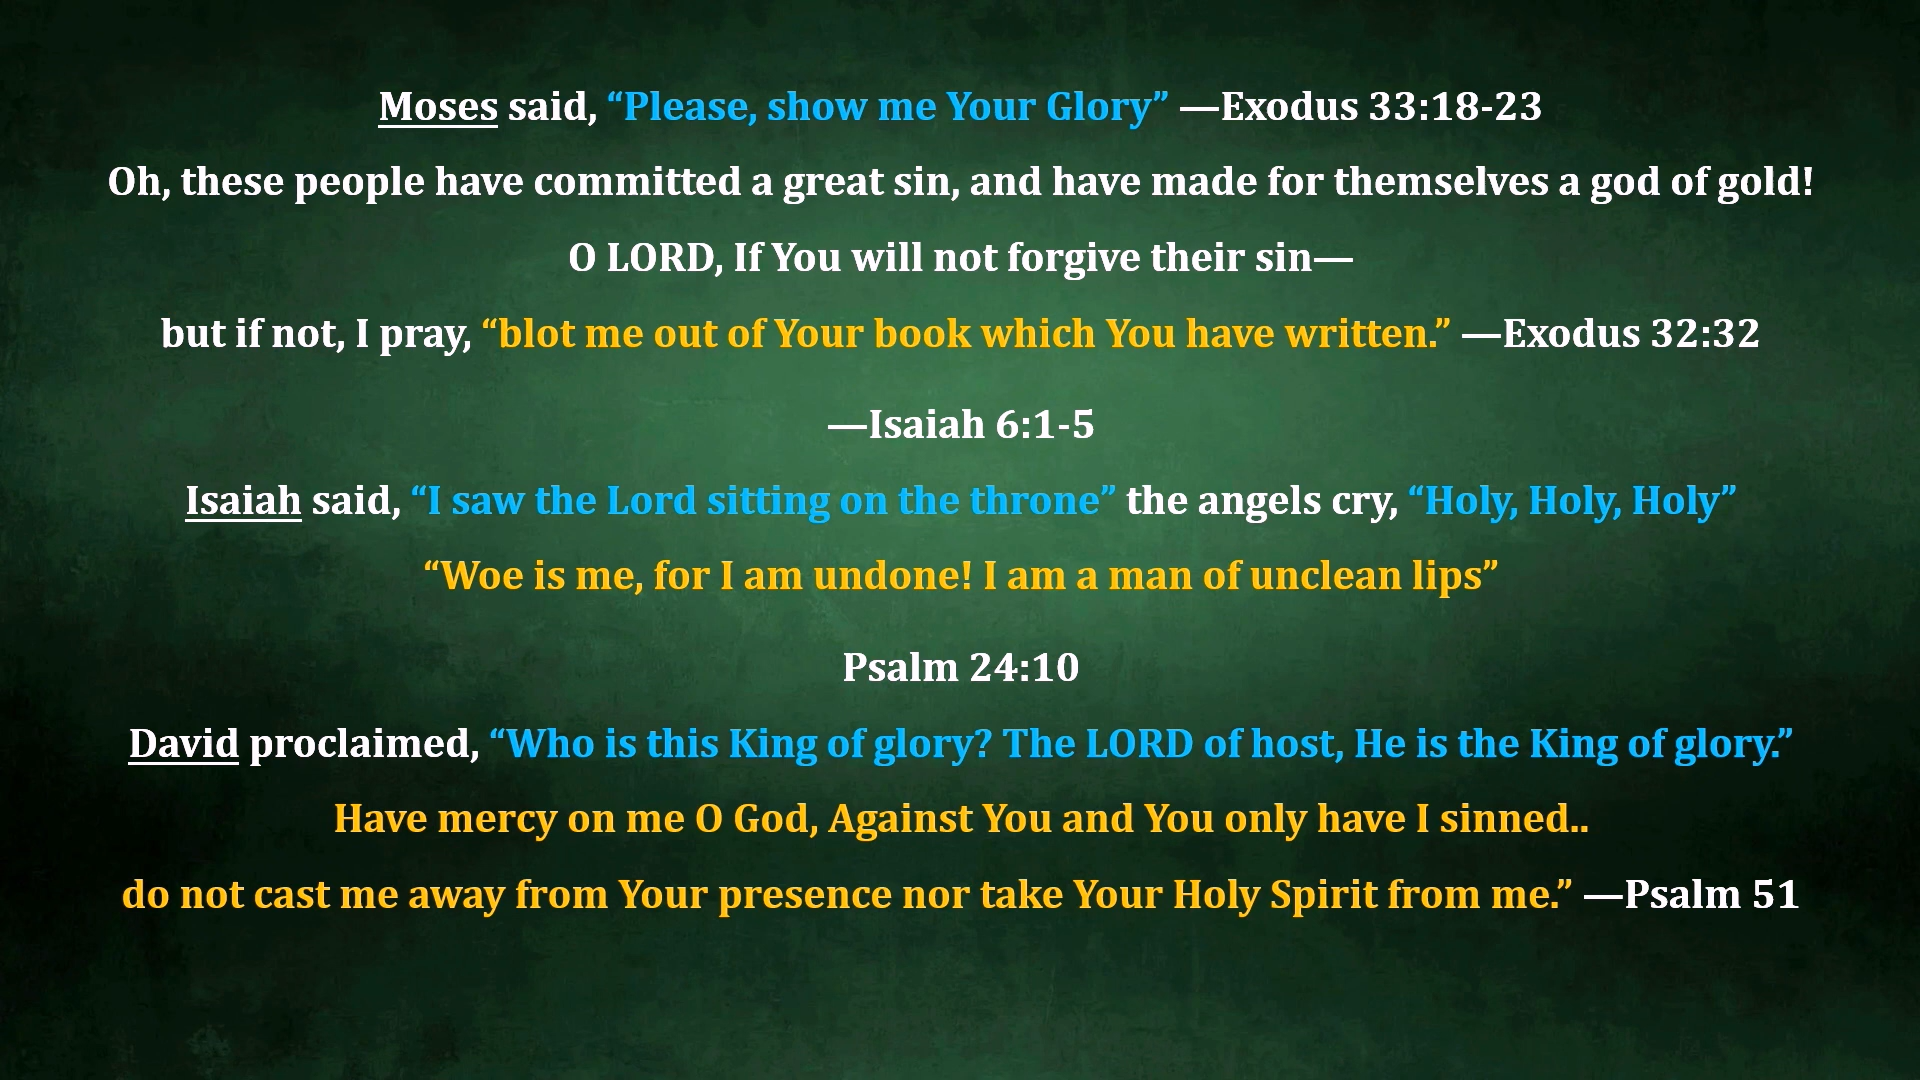 Moses said, “Please, show me Your Glory” —Exodus 33:18-23
Oh, these people have committed a great sin, and have made for themselves a god of gold!
O LORD, If You will not forgive their sin—
but if not, I pray, “blot me out of Your book which You have written.” —Exodus 32:32
—Isaiah 6:1-5
Isaiah said, “I saw the Lord sitting on the throne” the angels cry, “Holy, Holy, Holy”
“Woe is me, for I am undone! I am a man of unclean lips”
Psalm 24:10
David proclaimed, “Who is this King of glory? The LORD of host, He is the King of glory.”
Have mercy on me O God, Against You and You only have I sinned..
do not cast me away from Your presence nor take Your Holy Spirit from me.” —Psalm 51